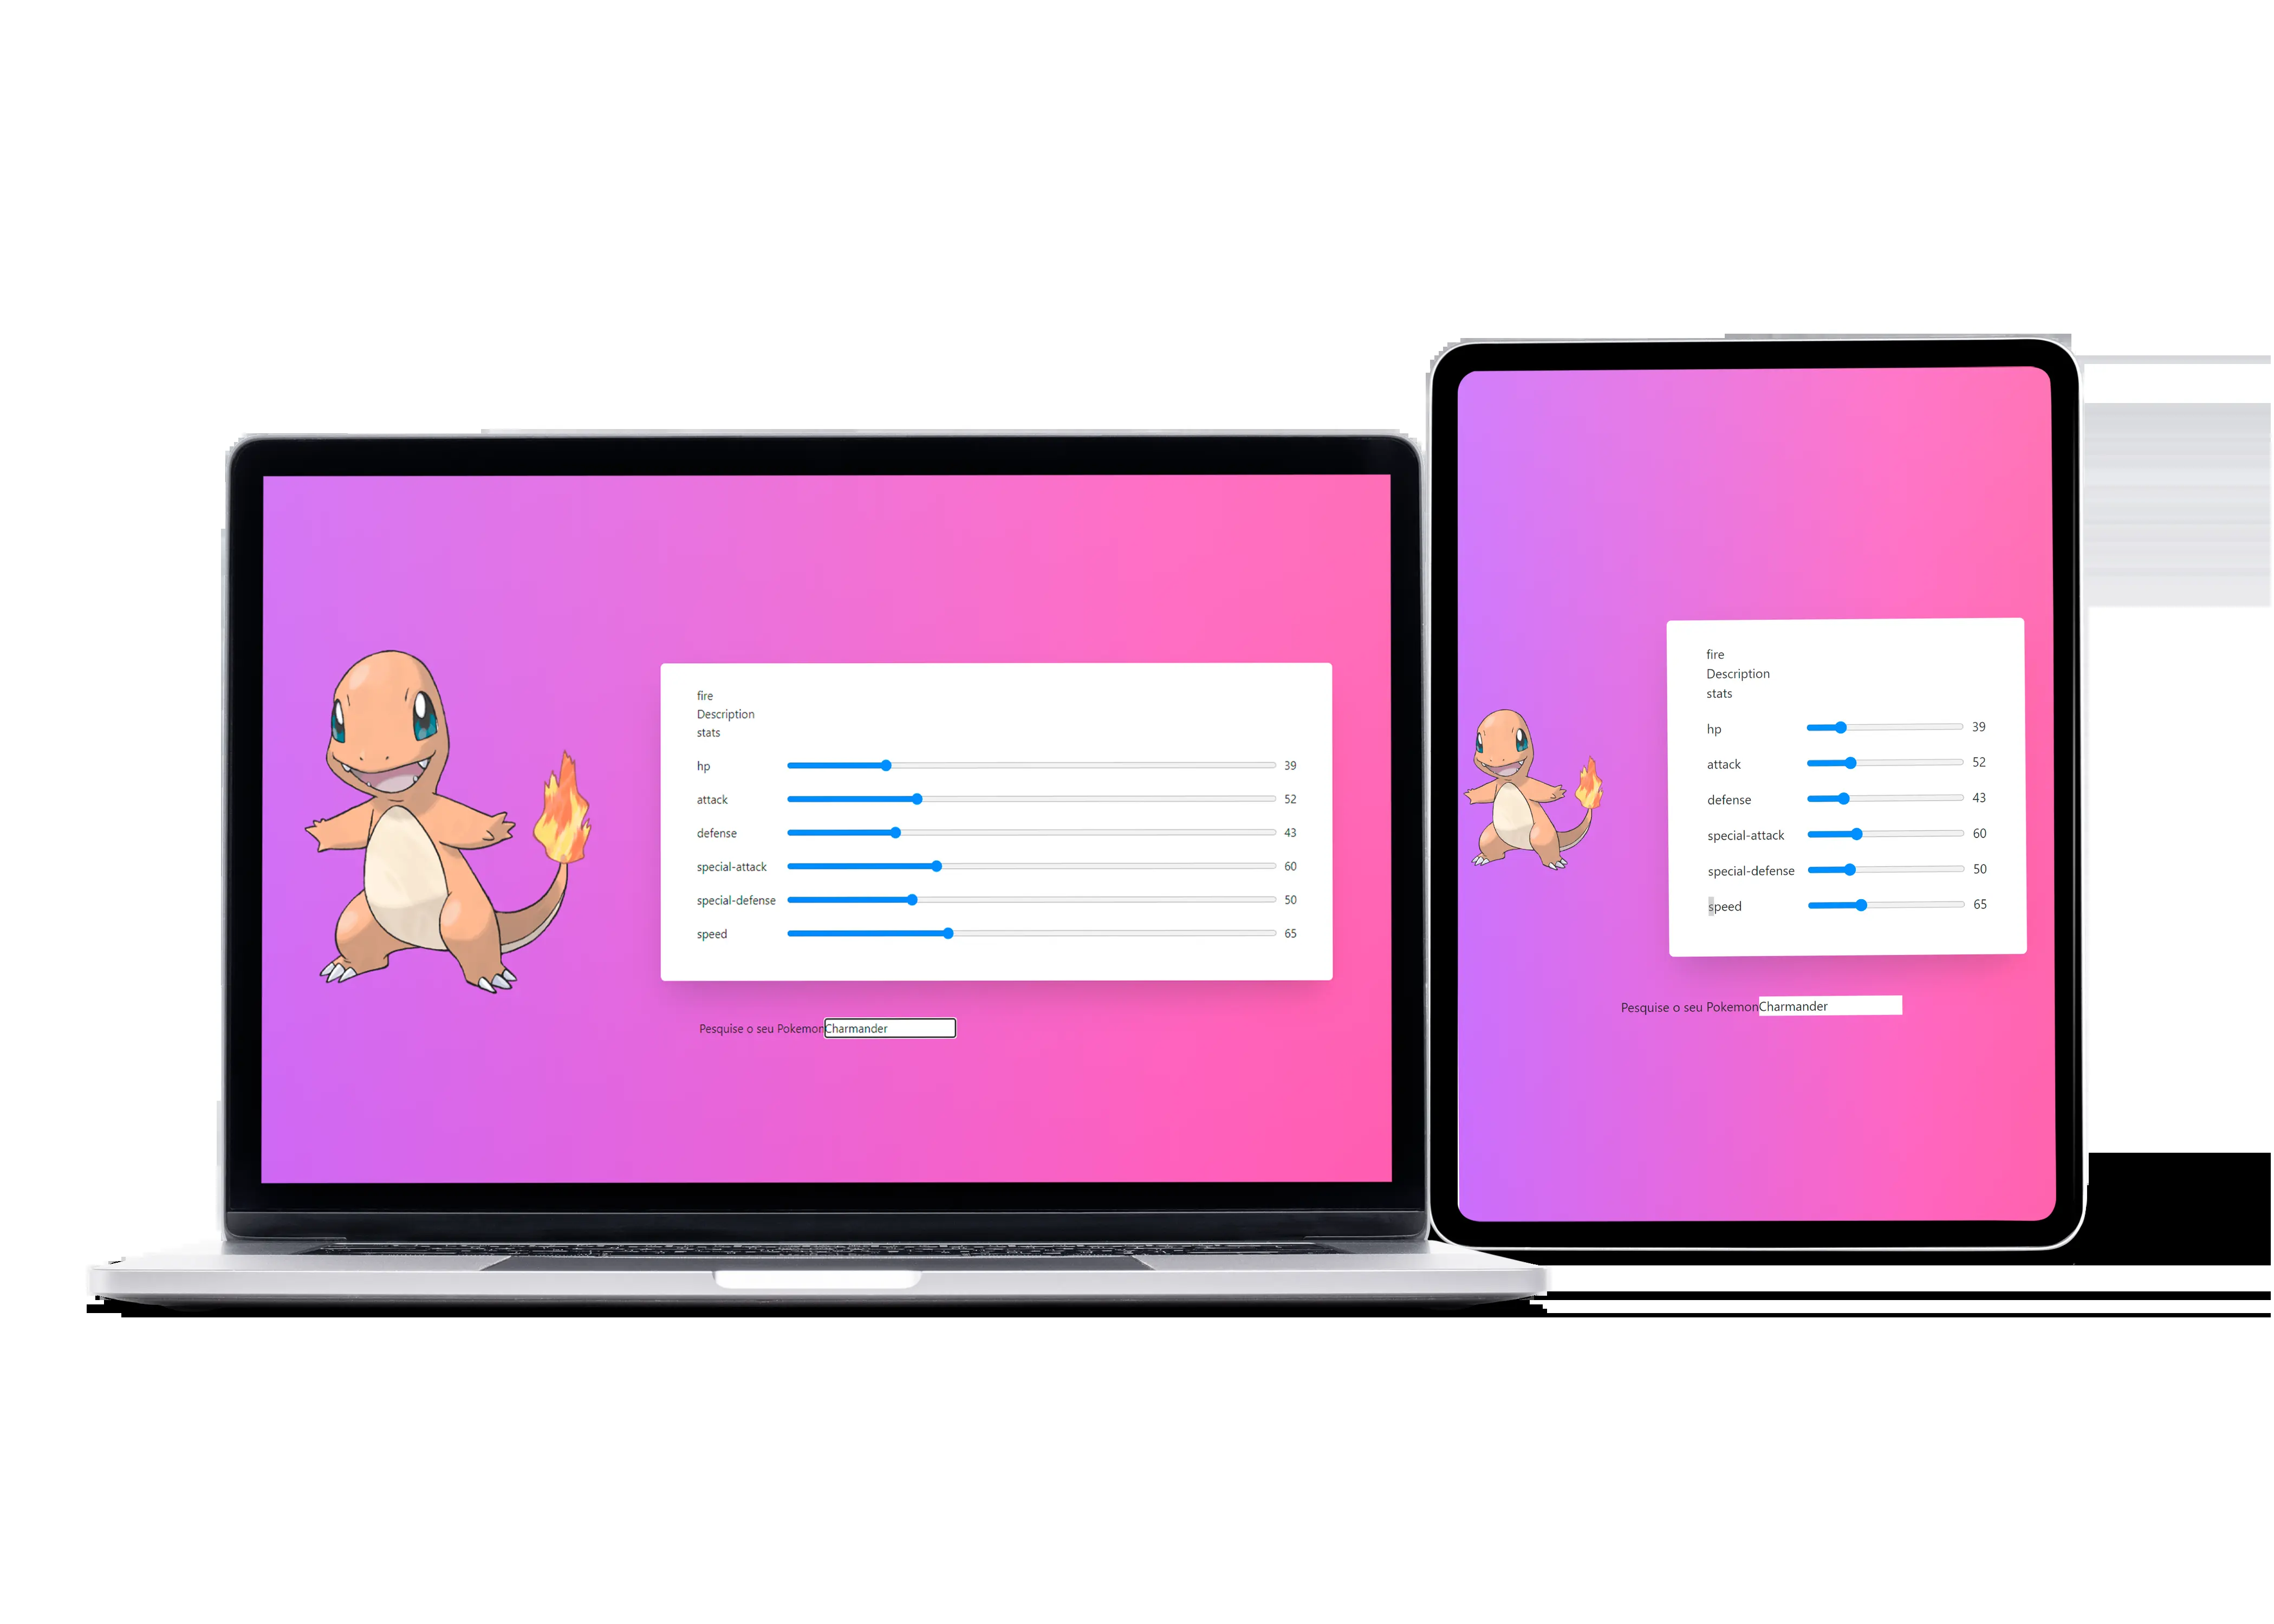 fire
Description
stats
hp 39
attack 52
defense 43
special-attack 60
special-defense 50
speed 65
Pesquise o seu Pokemon Charmander
fire
Description
stats
hp 39
attack 52
defense 43
special-attack 60
special-defense 50
speed 65
Pesquise o seu Pokemon Charmander